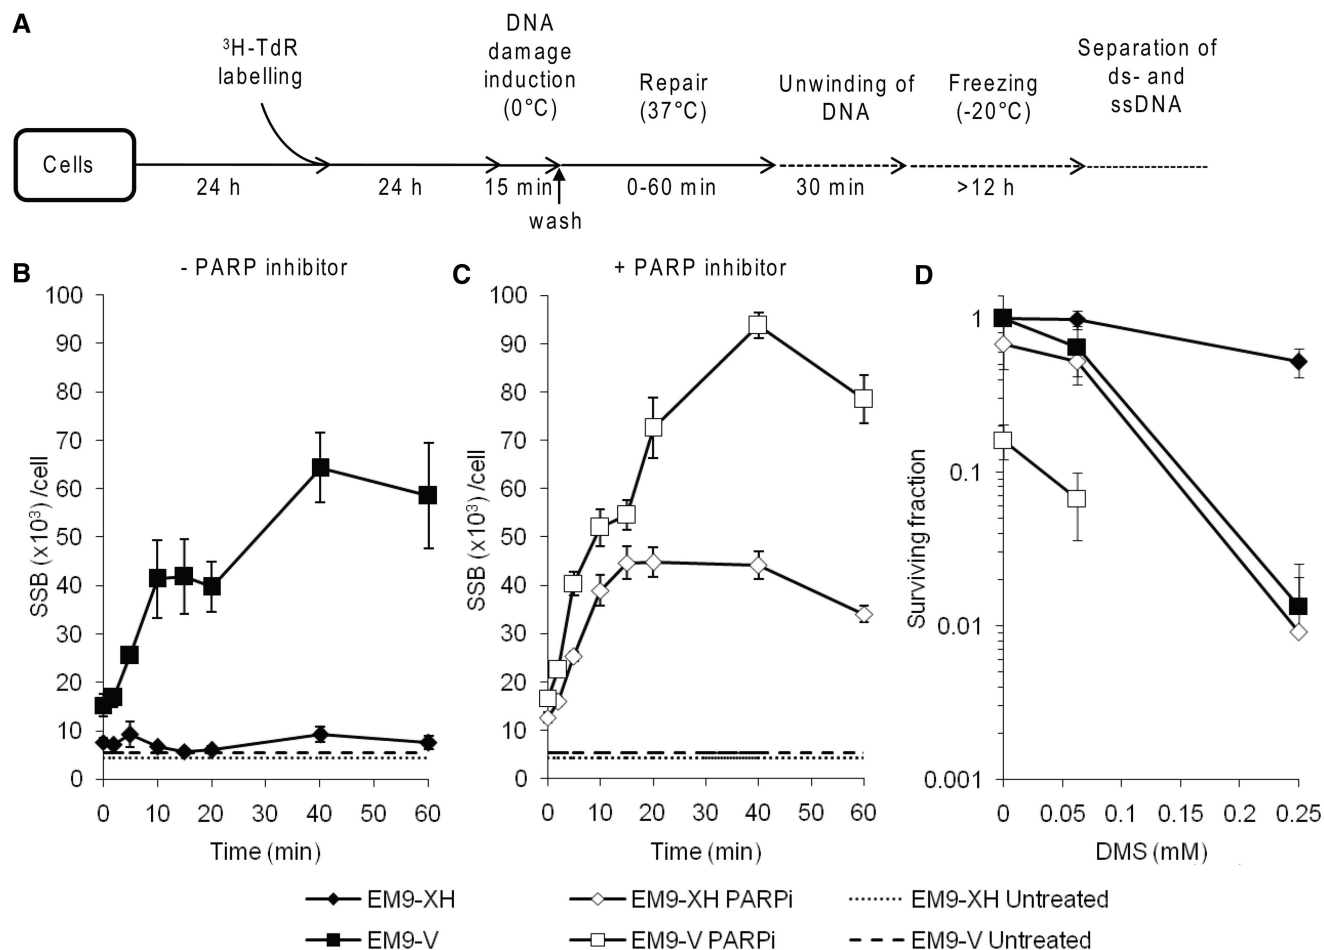 A
³H-TdR
labelling
DNA
damage
induction
(0°C)
Repair
(37°C)
Unwinding of
DNA
Freezing
(-20°C)
Separation of
ds- and
ssDNA
Cells
24 h
24 h
15 min
wash
0-60 min
30 min
>12 h
B
- PARP inhibitor
SSB (x10³) /cell
100
90
80
70
60
50
40
30
20
10
0
0 10 20 30 40 50 60
Time (min)
C
+ PARP inhibitor
SSB (x10³) /cell
100
90
80
70
60
50
40
30
20
10
0
0 10 20 30 40 50 60
Time (min)
D
Surviving fraction
1
0.1
0.01
0.001
0 0.05 0.1 0.15 0.2 0.25
DMS (mM)
EM9-XH
EM9-XH PARPi
EM9-XH Untreated
EM9-V
EM9-V PARPi
EM9-V Untreated